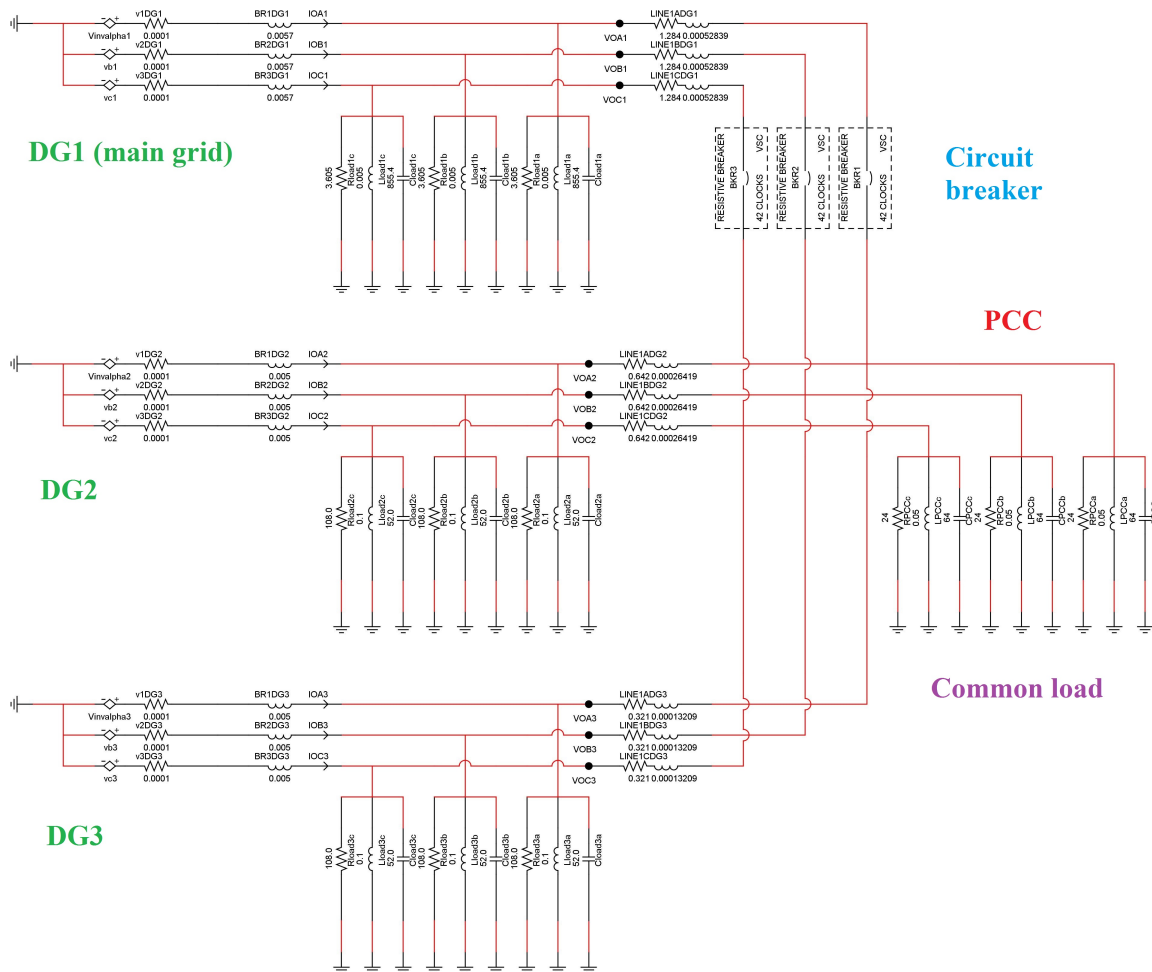 v1DG1 BR1DG1 IOA1 LINE1ADG1
Vinvalpha1 0.0001 0.0057 VOA1 1.284 0.00052839
v2DG1 BR2DG1 IOB1 LINE1BDG1
vb1 0.0001 0.0057 VOB1 1.284 0.00052839
v3DG1 BR3DG1 IOC1 LINE1CDG1
vc1 0.0001 0.0057 VOC1 1.284 0.00052839
DG1 (main grid)
3.605
Rload1c
0.005
Lload1c
855.4
Cload1c
3.605
Rload1b
0.005
Lload1b
855.4
Cload1b
3.605
Rload1a
0.005
Lload1a
855.4
Cload1a
RESISTIVE BREAKER
BKR3
42 CLOCKS VSC
RESISTIVE BREAKER
BKR2
42 CLOCKS VSC
RESISTIVE BREAKER
BKR1
42 CLOCKS VSC
Circuit
breaker
PCC
v1DG2 BR1DG2 IOA2 LINE1ADG2
Vinvalpha2 0.0001 0.005 VOA2 0.642 0.00026419
v2DG2 BR2DG2 IOB2 LINE1BDG2
vb2 0.0001 0.005 VOB2 0.642 0.00026419
v3DG2 BR3DG2 IOC2 LINE1CDG2
vc2 0.0001 0.005 VOC2 0.642 0.00026419
DG2
108.0
Rload2c
0.1
Lload2c
52.0
Cload2c
108.0
Rload2b
0.1
Lload2b
52.0
Cload2b
108.0
Rload2a
0.1
Lload2a
52.0
Cload2a
24
RPCCc
0.05
LPCCc
64
CPCCc
24
RPCCb
0.05
LPCCb
64
CPCCb
24
RPCCa
0.05
LPCCa
64
Common load
v1DG3 BR1DG3 IOA3 LINE1ADG3
Vinvalpha3 0.0001 0.005 VOA3 0.321 0.00013209
v2DG3 BR2DG3 IOB3 LINE1BDG3
vb3 0.0001 0.005 VOB3 0.321 0.00013209
v3DG3 BR3DG3 IOC3 LINE1CDG3
vc3 0.0001 0.005 VOC3 0.321 0.00013209
DG3
108.0
Rload3c
0.1
Lload3c
52.0
Cload3c
108.0
Rload3b
0.1
Lload3b
52.0
Cload3b
108.0
Rload3a
0.1
Lload3a
52.0
Cload3a